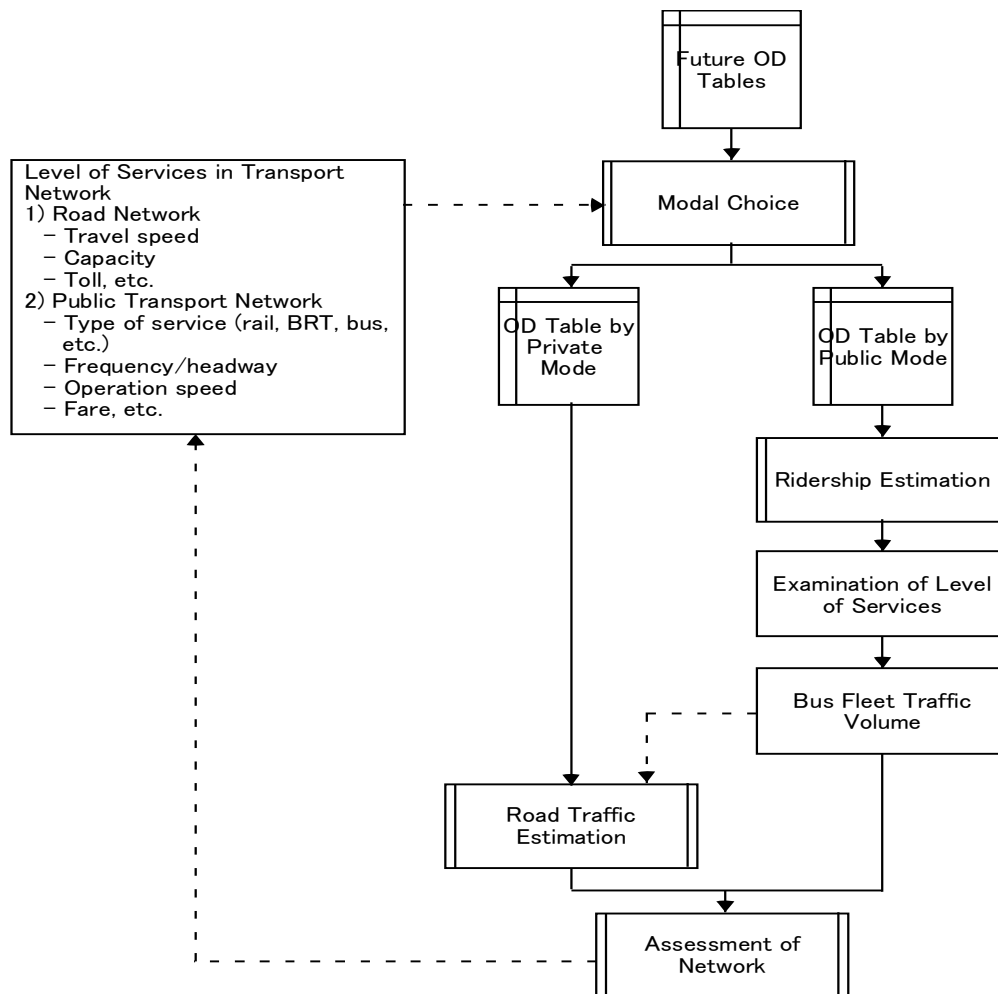 Future OD
Tables
Level of Services in Transport
Network
1) Road Network
− Travel speed
− Capacity
− Toll, etc.
2) Public Transport Network
− Type of service (rail, BRT, bus,
etc.)
− Frequency/headway
− Operation speed
− Fare, etc.
Modal Choice
OD Table by
Private
Mode
OD Table by
Public Mode
Ridership Estimation
Examination of Level
of Services
Bus Fleet Traffic
Volume
Road Traffic
Estimation
Assessment of
Network